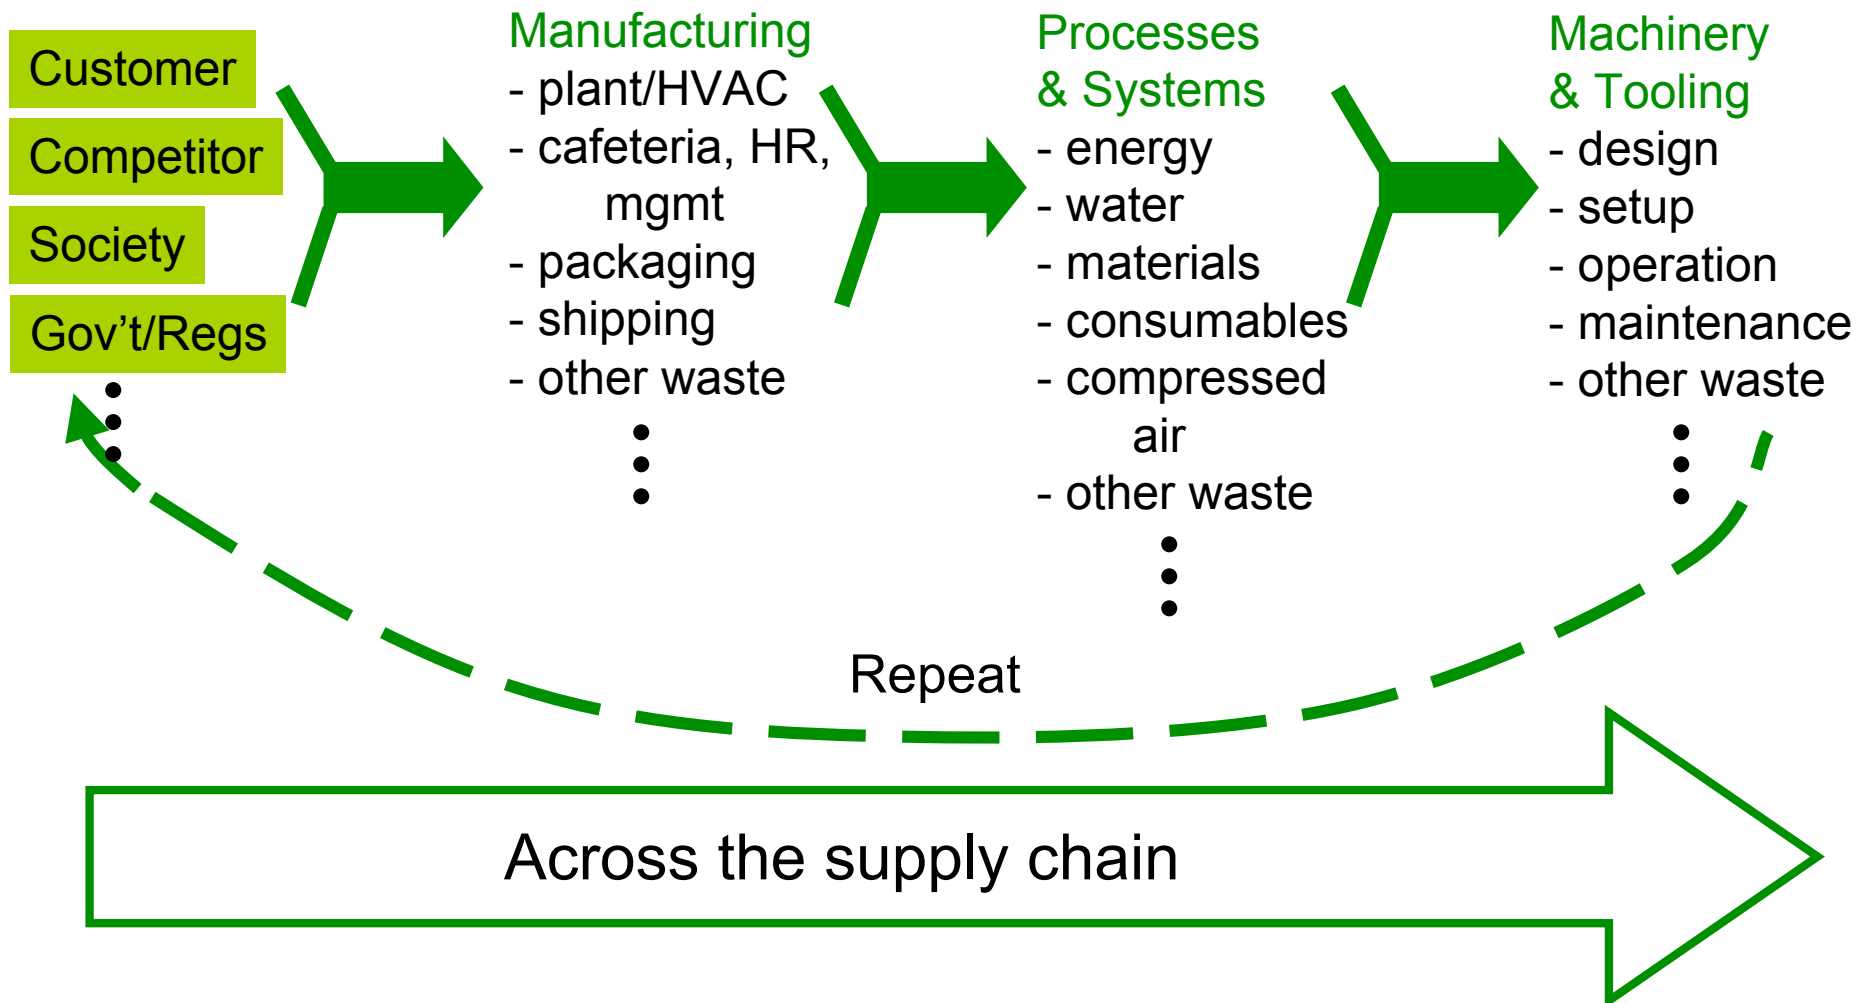 Customer
Competitor
Society
Gov’t/Regs
Manufacturing
- plant/HVAC
- cafeteria, HR,
mgmt
- packaging
- shipping
- other waste
Processes
& Systems
- energy
- water
- materials
- consumables
- compressed
air
- other waste
Machinery
& Tooling
- design
- setup
- operation
- maintenance
- other waste
Repeat
Across the supply chain